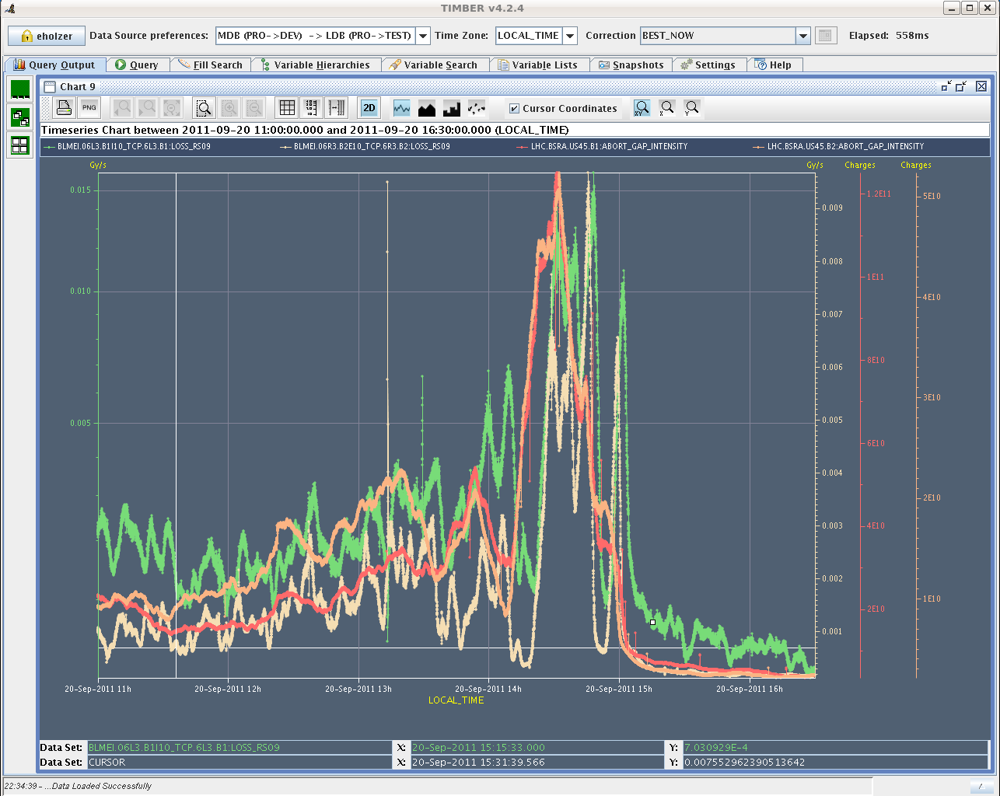 TIMBER v4.2.4
eholzer Data Source preferences: MDB (PRO->DEV) -> LDB (PRO->TEST) Time Zone: LOCAL_TIME Correction BEST_NOW Elapsed: 558ms
Query Output Query Fill Search Variable Hierarchies Variable Search Variable Lists Snapshots Settings Help
Chart 9
PNG 2D Cursor Coordinates XY X Y
Timeseries Chart between 2011-09-20 11:00:00.000 and 2011-09-20 16:30:00.000 (LOCAL_TIME)
BLMEI.06L3.B1I10_TCP.6L3.B1:LOSS_RS09 BLMEI.06R3.B2E10_TCP.6R3.B2:LOSS_RS09 LHC.BSRA.US45.B1:ABORT_GAP_INTENSITY LHC.BSRA.US45.B2:ABORT_GAP_INTENSITY
Gy/s Gy/s Charges Charges
0.015 1.2E11 5E10
0.009
0.008 1E11
0.010 4E10
0.007
0.006 8E10
3E10
0.005 0.005
6E10
0.004 2E10
0.003 4E10
0.002
1E10
2E10
0.001
20-Sep-2011 11h 20-Sep-2011 12h 20-Sep-2011 13h 20-Sep-2011 14h 20-Sep-2011 15h 20-Sep-2011 16h
LOCAL_TIME
Data Set: BLMEI.06L3.B1I10_TCP.6L3.B1:LOSS_RS09 X: 20-Sep-2011 15:15:33.000 Y: 7.030929E-4
Data Set: CURSOR X: 20-Sep-2011 15:31:39.566 Y: 0.007552962390513642
22:34:39 - ...Data Loaded Successfully